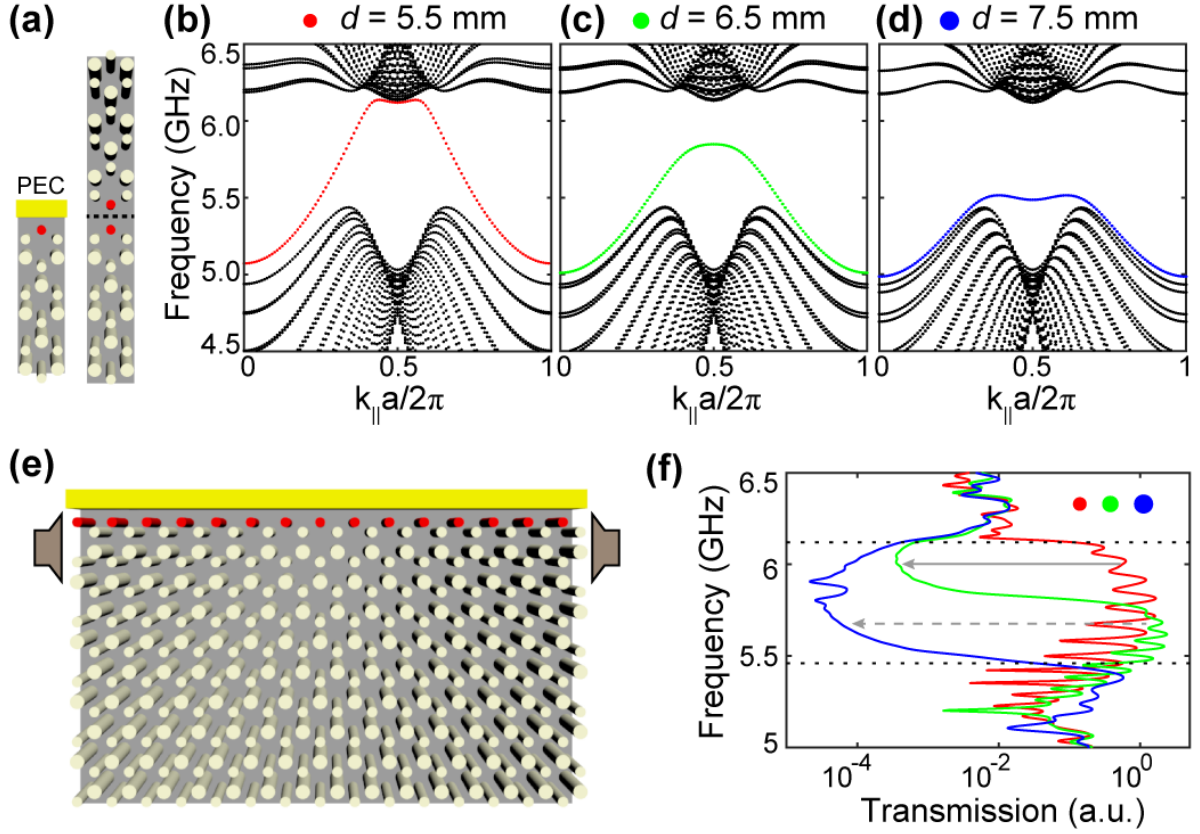 (a)
PEC
(b)
d = 5.5 mm
(c)
d = 6.5 mm
(d)
d = 7.5 mm
Frequency (GHz)
6.5
6.0
5.5
5.0
4.5
0 0.5 1
k||a/2π
0 0.5 1
k||a/2π
0 0.5 1
k||a/2π
(e)
(f)
Frequency (GHz)
6.5
6
5.5
5
10-4 10-2 100
Transmission (a.u.)